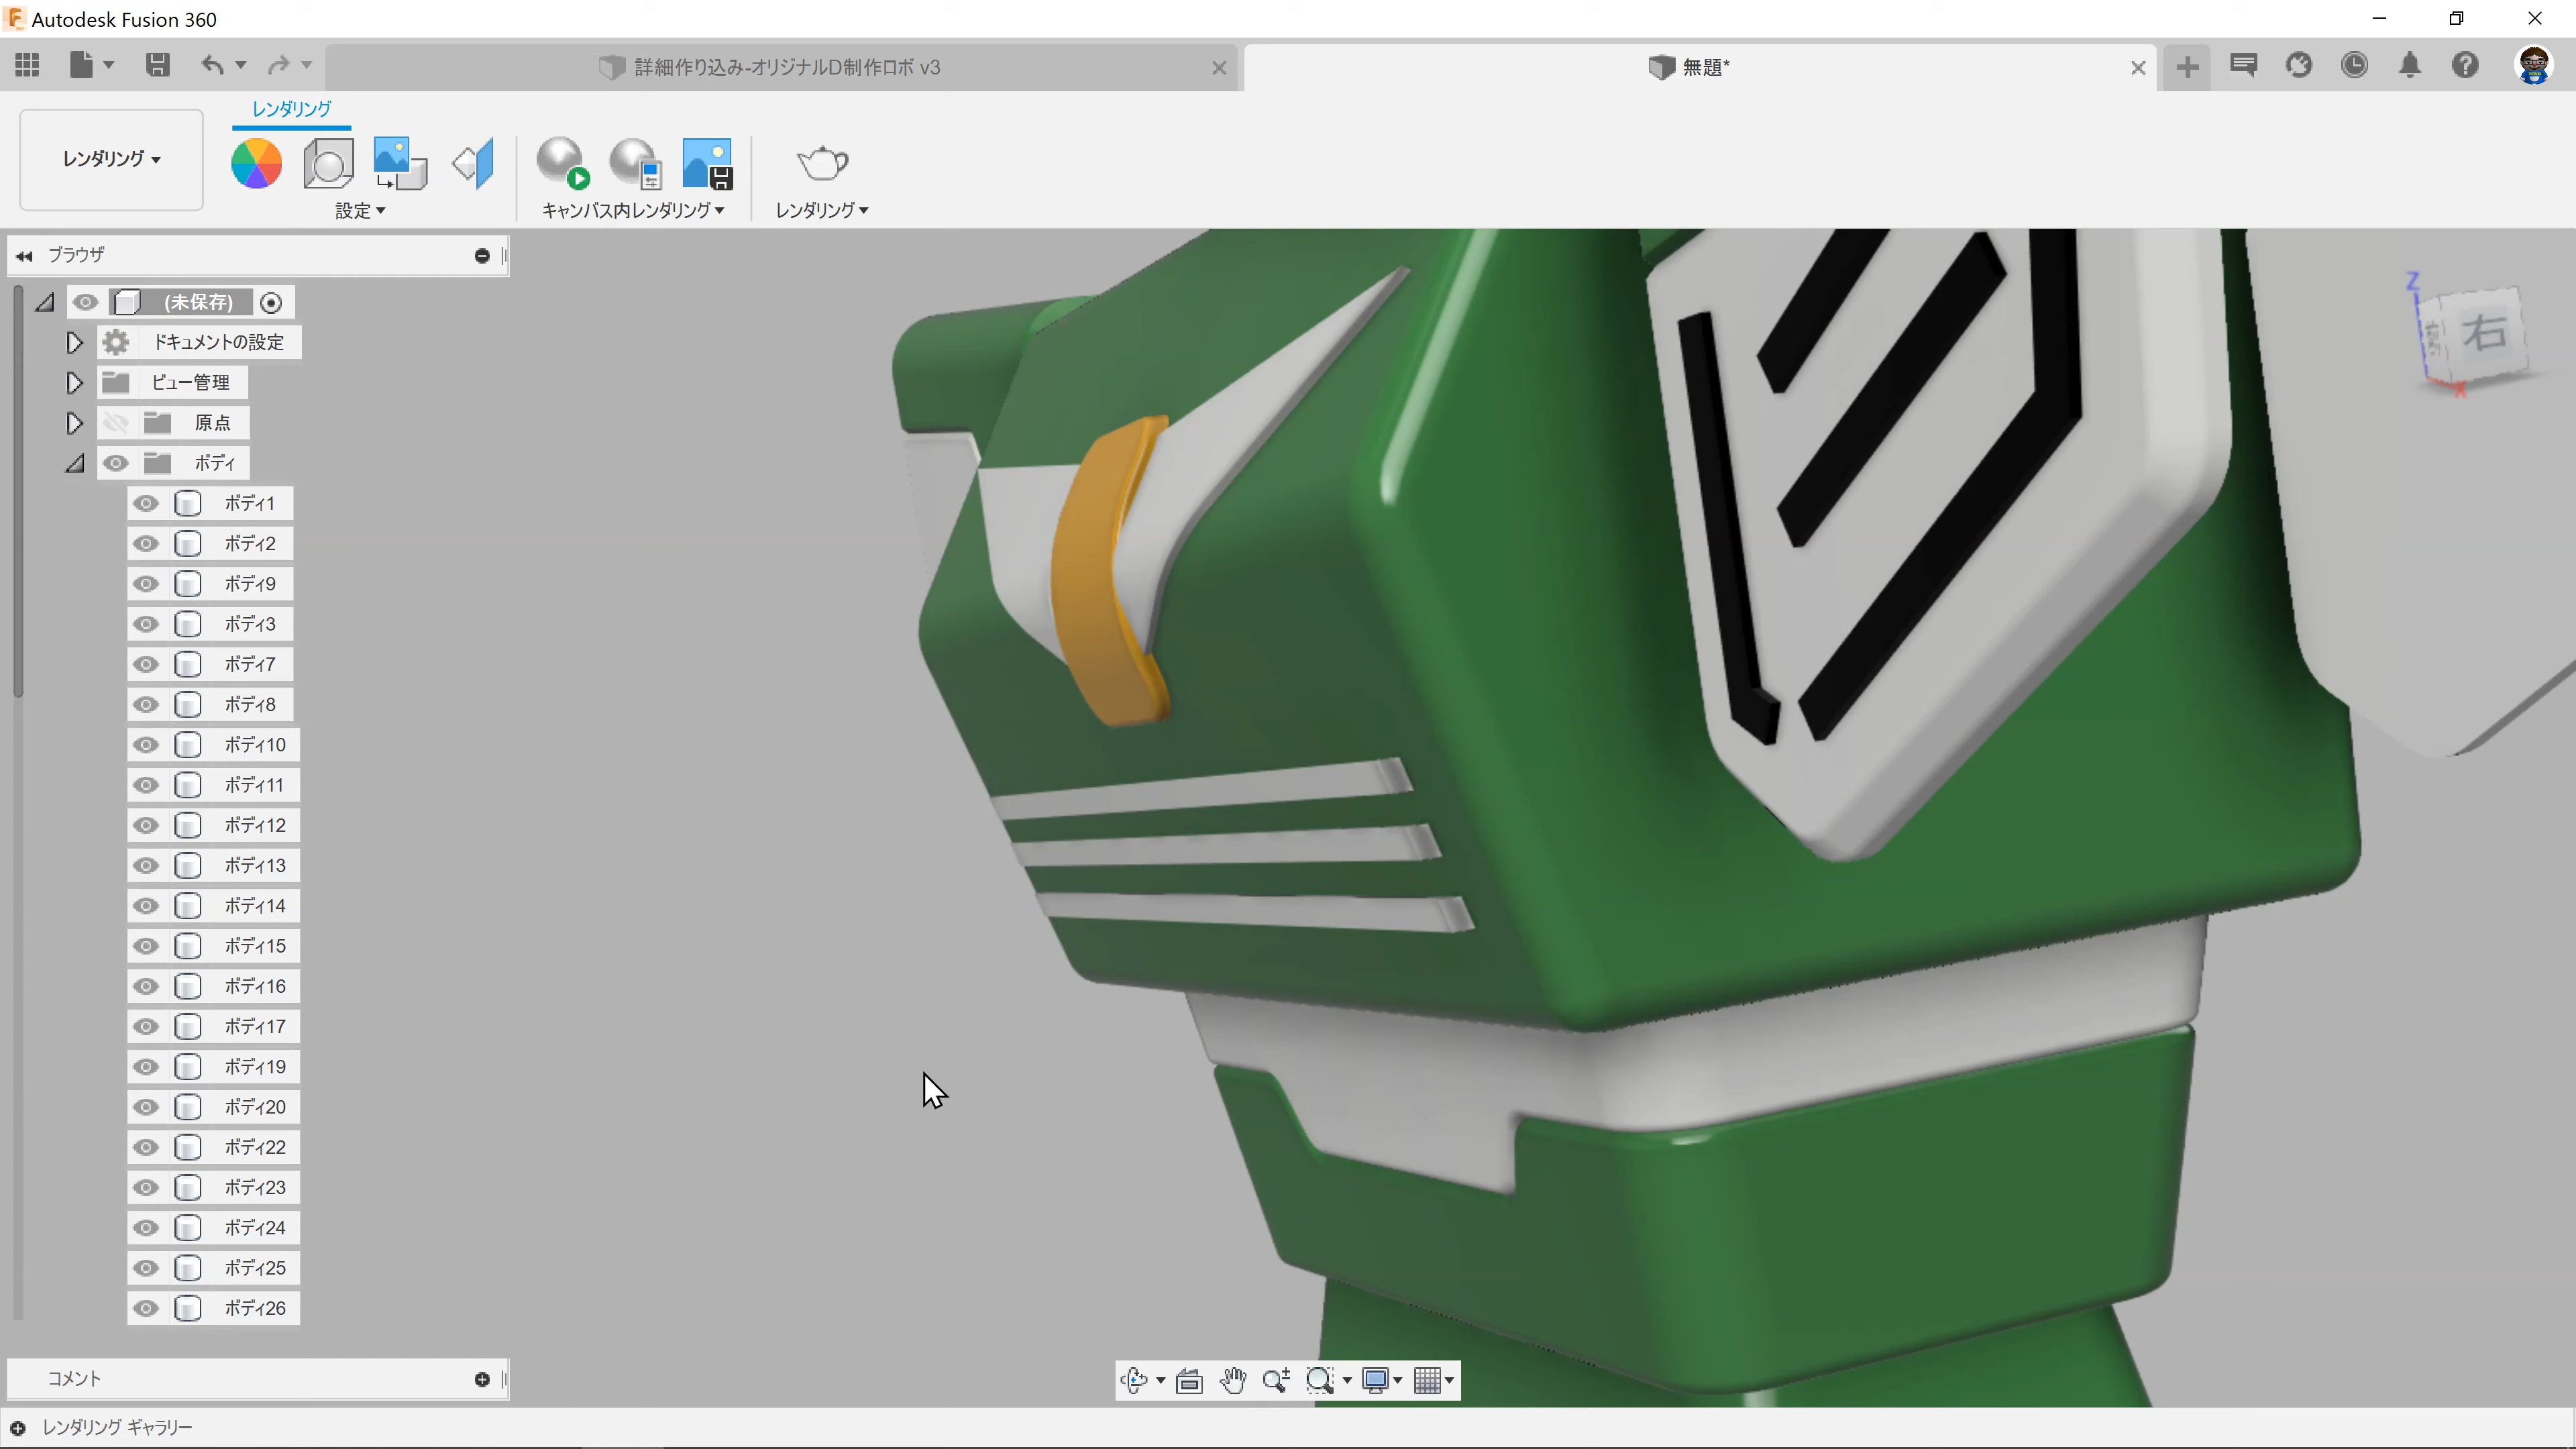 Autodesk Fusion 360
詳細作り込み-オリジナルD制作ロボ v3
無題*
レンダリング
レンダリング
設定
キャンバス内レンダリング
レンダリング
ブラウザ
(未保存)
ドキュメントの設定
ビュー管理
原点
ボディ
ボディ1
ボディ2
ボディ9
ボディ3
ボディ7
ボディ8
ボディ10
ボディ11
ボディ12
ボディ13
ボディ14
ボディ15
ボディ16
ボディ17
ボディ19
ボディ20
ボディ22
ボディ23
ボディ24
ボディ25
ボディ26
Z
右
X
コメント
レンダリング ギャラリー